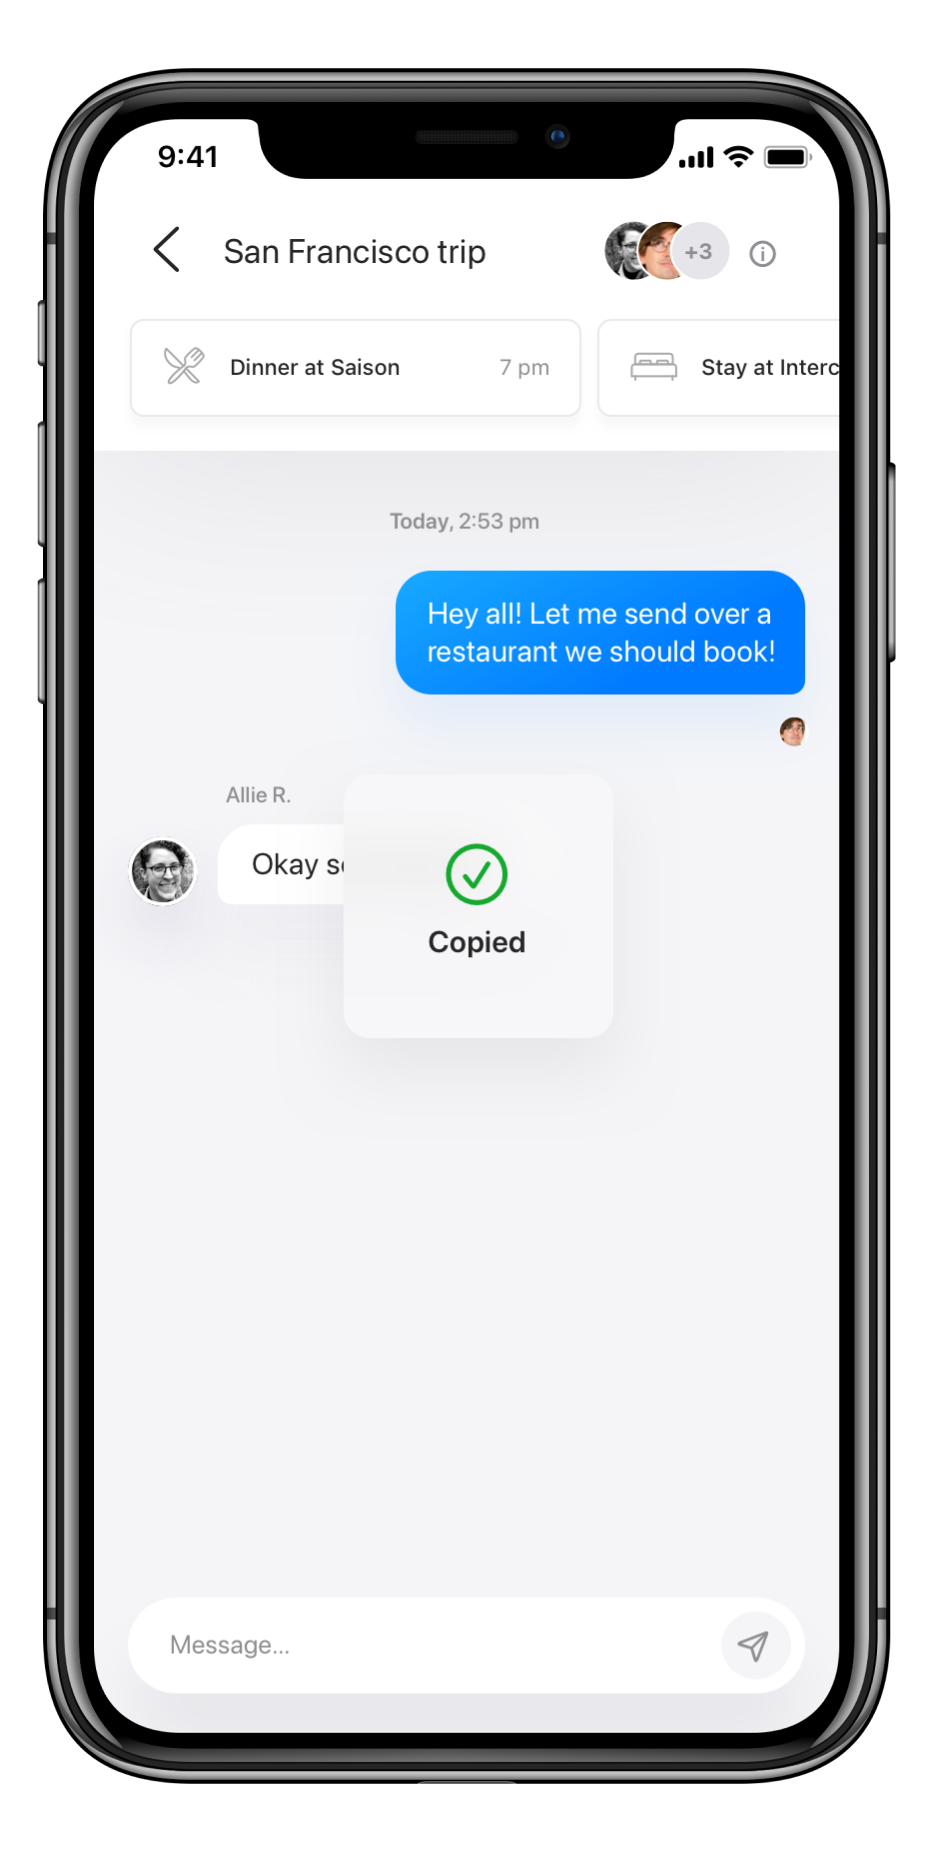 9:41
San Francisco trip
+3
Dinner at Saison 7 pm
Stay at
Today, 2:53 pm
Hey all! Let me send over a
restaurant we should book!
Allie R.
Okay
Copied
Message...